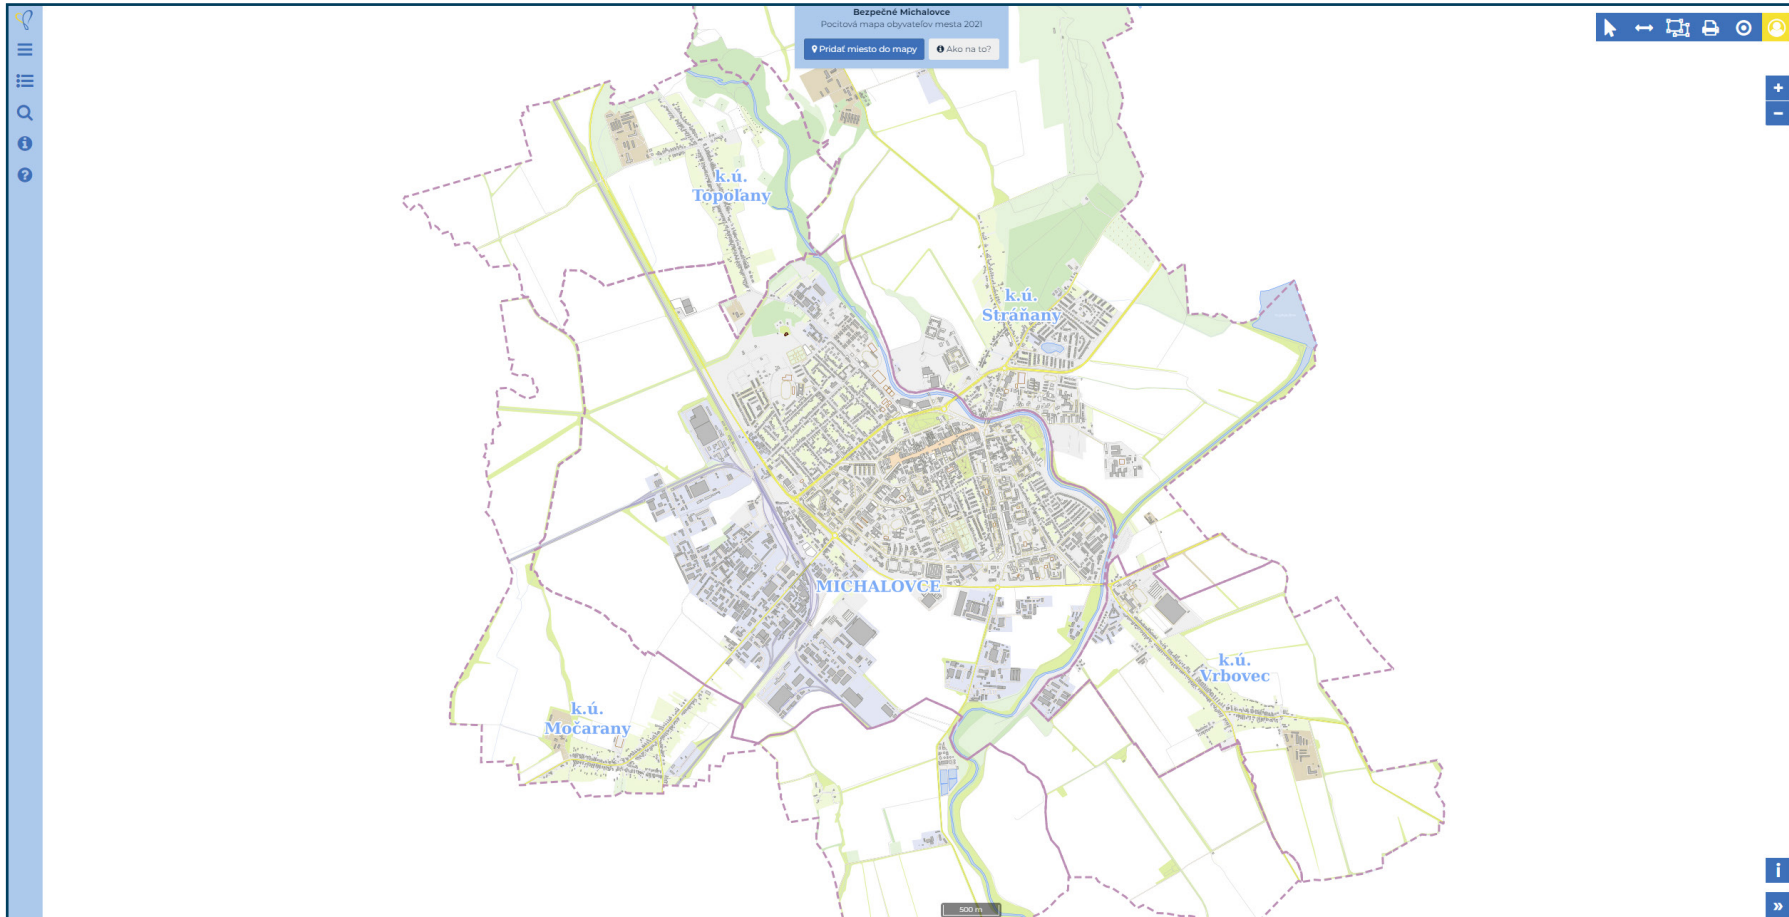 Bezpečné Michalovce
Pocitová mapa obyvateľov mesta 2021
Pridať miesto do mapy
Ako na to?
k.ú.
Topoľany
k.ú.
Stráňany
MICHALOVCE
k.ú.
Vrbovec
k.ú.
Močarany
500 m